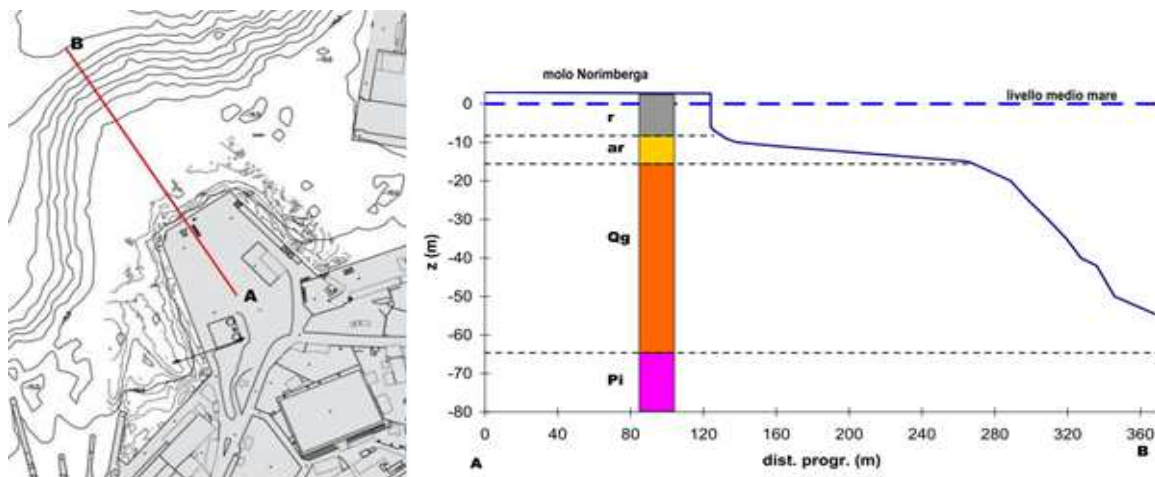 B
A
molo Norimberga
livello medio mare
0
-10
-20
-30
-40
-50
-60
-70
-80
z (m)
r
ar
Qg
Pi
0 40 80 120 160 200 240 280 320 360
A
dist. progr. (m)
B